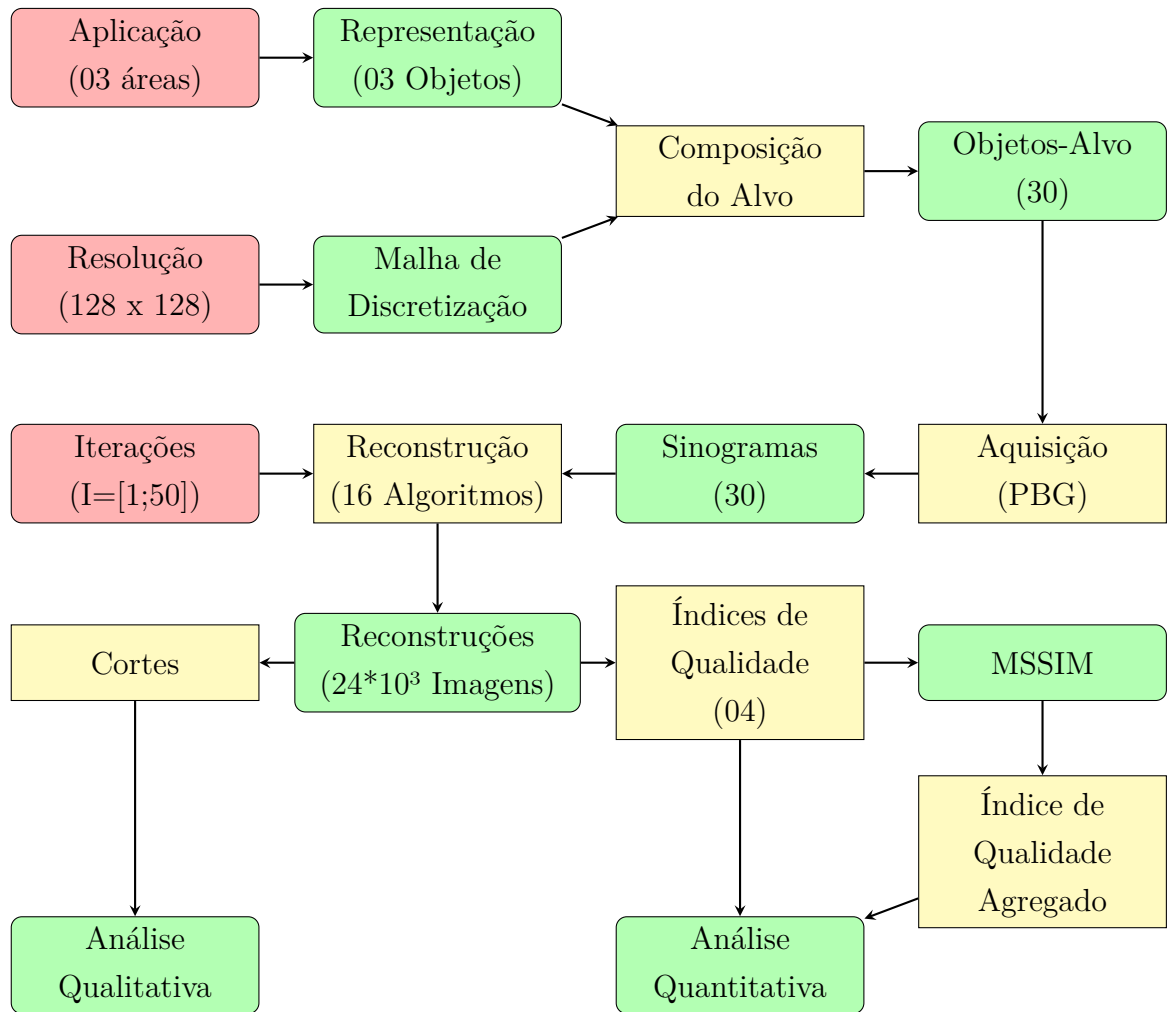 Aplicação
(03 áreas)
Representação
(03 Objetos)
Composição
do Alvo
Objetos-Alvo
(30)
Resolução
(128 x 128)
Malha de
Discretização
Iterações
(I=[1;50])
Reconstrução
(16 Algoritmos)
Sinogramas
(30)
Aquisição
(PBG)
Cortes
Reconstruções
(24*10³ Imagens)
Índices de
Qualidade
(04)
MSSIM
Índice de
Qualidade
Agregado
Análise
Qualitativa
Análise
Quantitativa